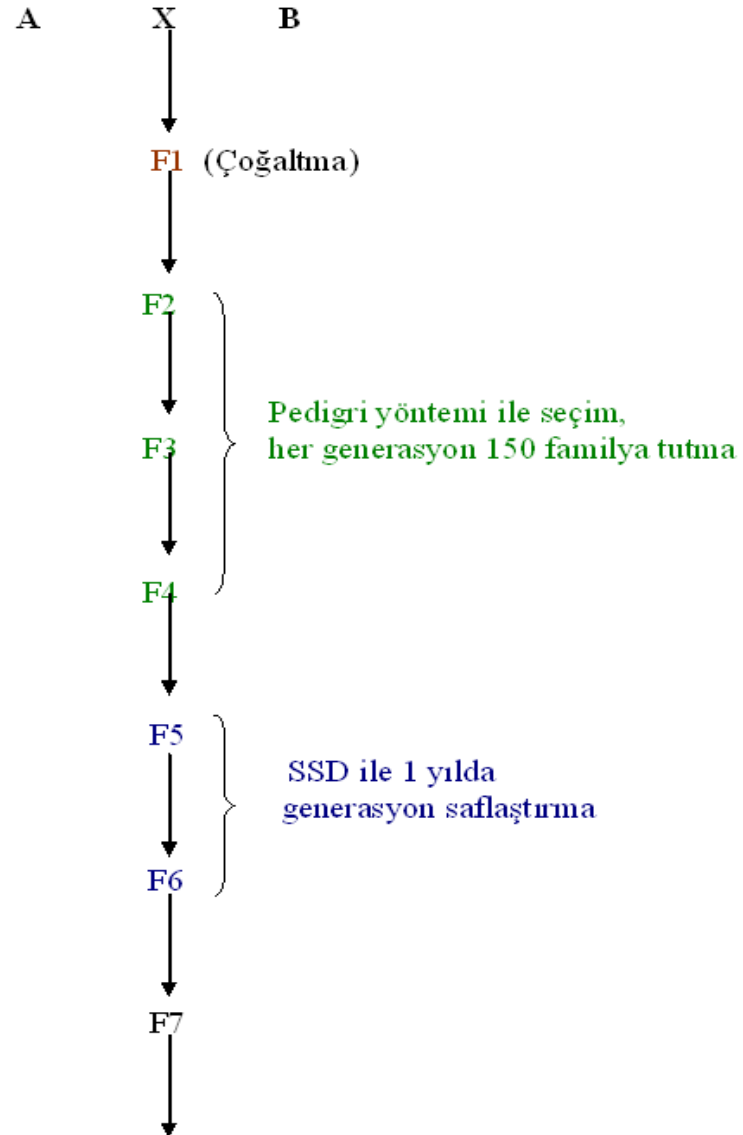 A X B
F1 (Çoğaltma)
F2
Pedigri yöntemi ile seçim,
F3 her generasyon 150 familya tutma
F4
F5
SSD ile 1 yılda
generasyon saflaştırma
F6
F7